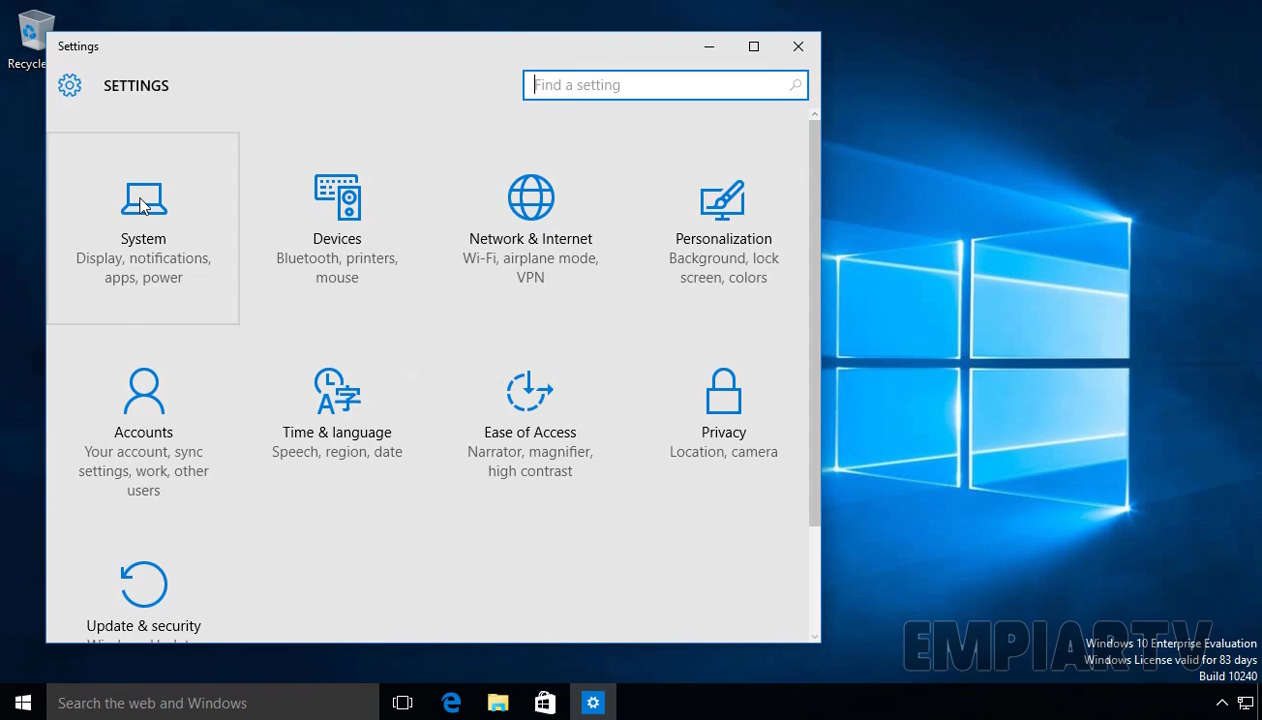 Recycle
Settings
SETTINGS
Find a setting
System
Display, notifications,
apps, power
Devices
Bluetooth, printers,
mouse
Network & Internet
Wi-Fi, airplane mode,
VPN
Personalization
Background, lock
screen, colors
Accounts
Your account, sync
settings, work, other
users
Time & language
Speech, region, date
Ease of Access
Narrator, magnifier,
high contrast
Privacy
Location, camera
Update & security
EMPIARTV
Windows 10 Enterprise Evaluation
Windows License valid for 83 days
Build 10240
Search the web and Windows